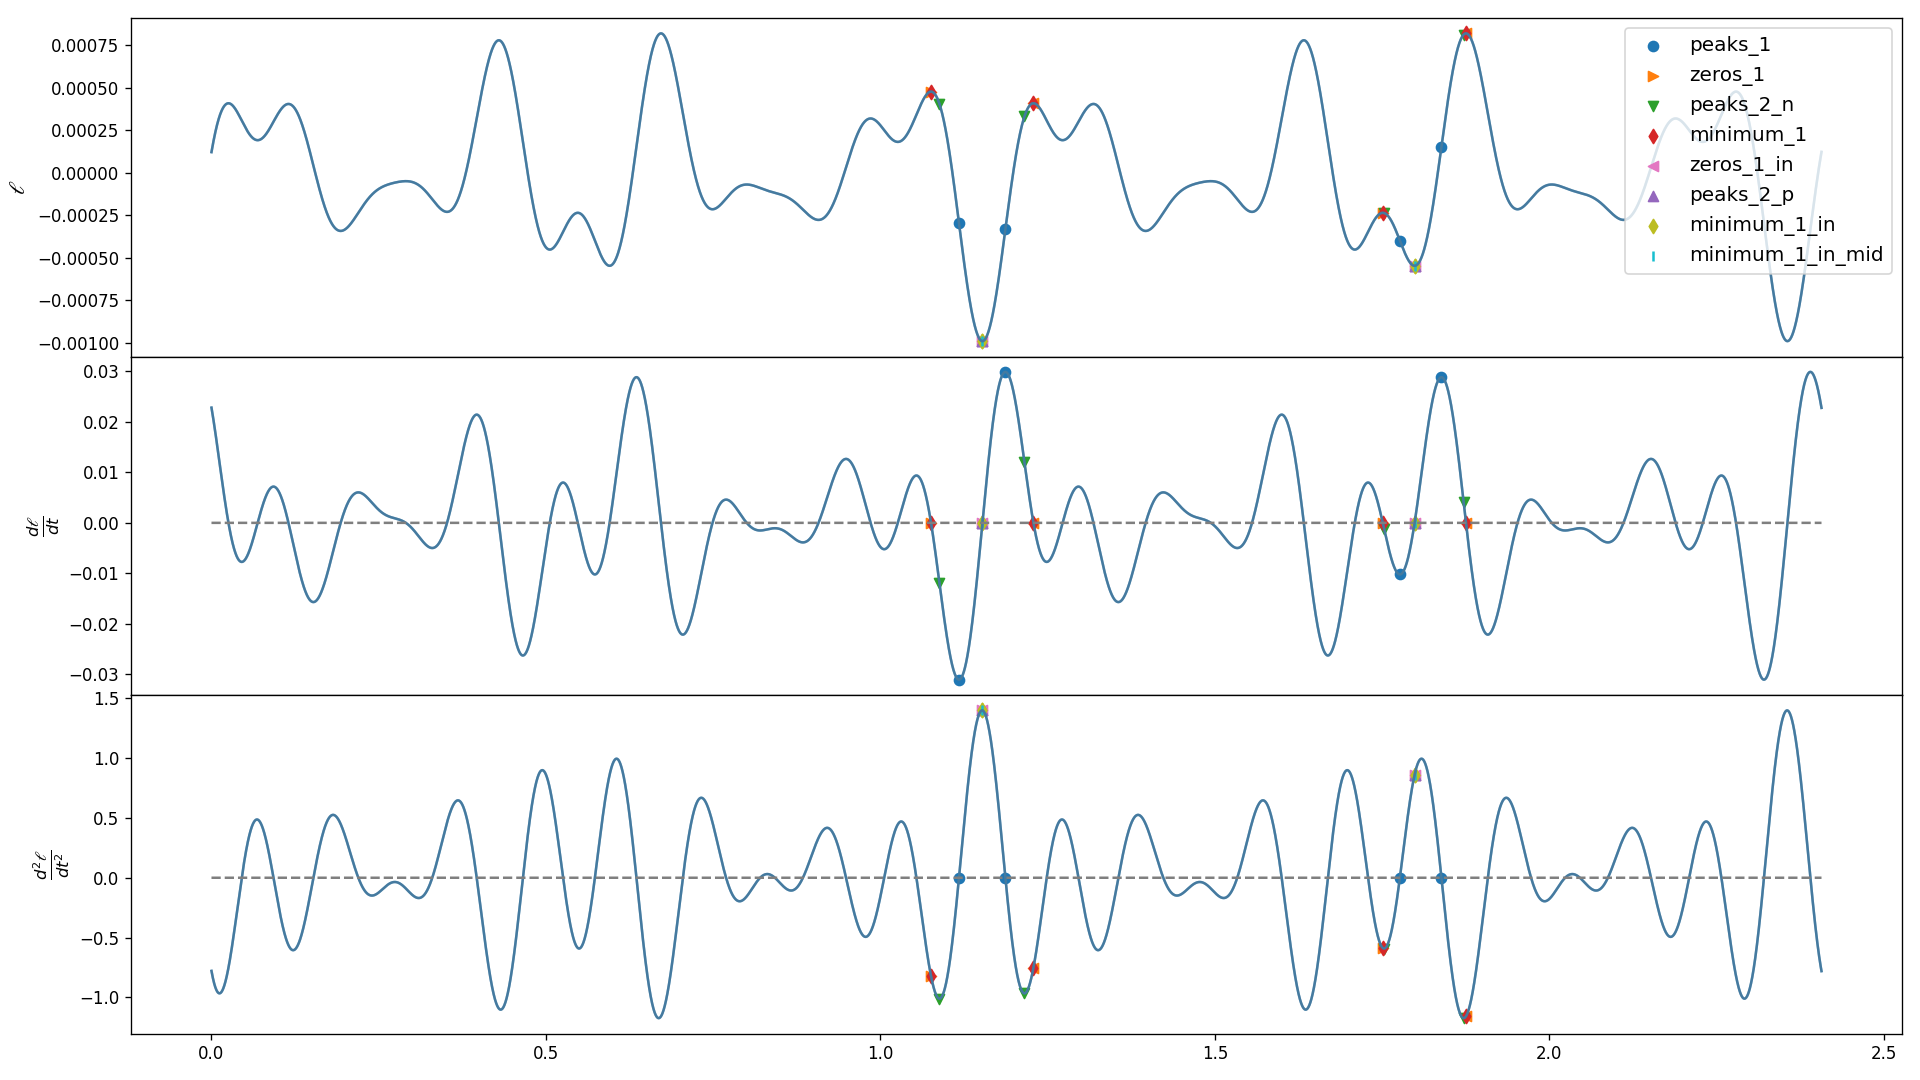 0.00075
0.00050
0.00025
0.00000
−0.00025
−0.00050
−0.00075
−0.00100
ℓ
peaks_1
zeros_1
peaks_2_n
minimum_1
zeros_1_in
peaks_2_p
minimum_1_in
minimum_1_in_mid
0.03
0.02
0.01
0.00
−0.01
−0.02
−0.03
dℓ
dt
1.5
1.0
0.5
0.0
−0.5
−1.0
d²ℓ
dt²
0.0 0.5 1.0 1.5 2.0 2.5